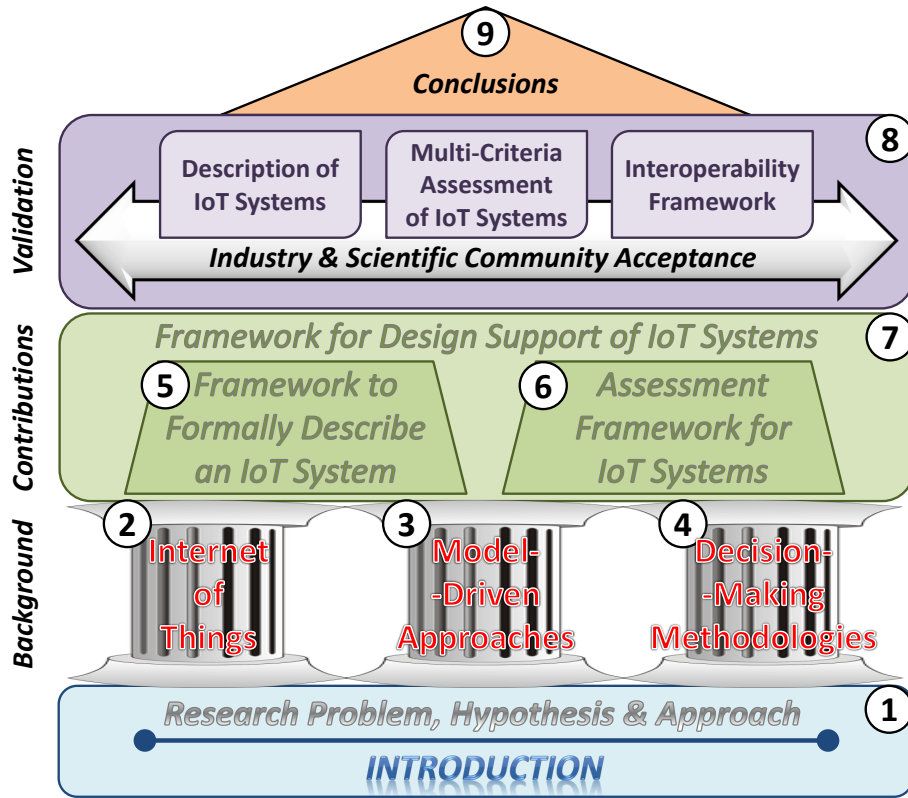 9
Conclusions
8
Validation
Description of
IoT Systems
Multi-Criteria
Assessment
of IoT Systems
Interoperability
Framework
Industry & Scientific Community Acceptance
Contributions
7
Framework for Design Support of IoT Systems
5
Framework to
Formally Describe
an IoT System
6
Assessment
Framework for
IoT Systems
Background
2
Internet
of
Things
3
Model-
-Driven
Approaches
4
Decision-
-Making
Methodologies
1
Research Problem, Hypothesis & Approach
INTRODUCTION